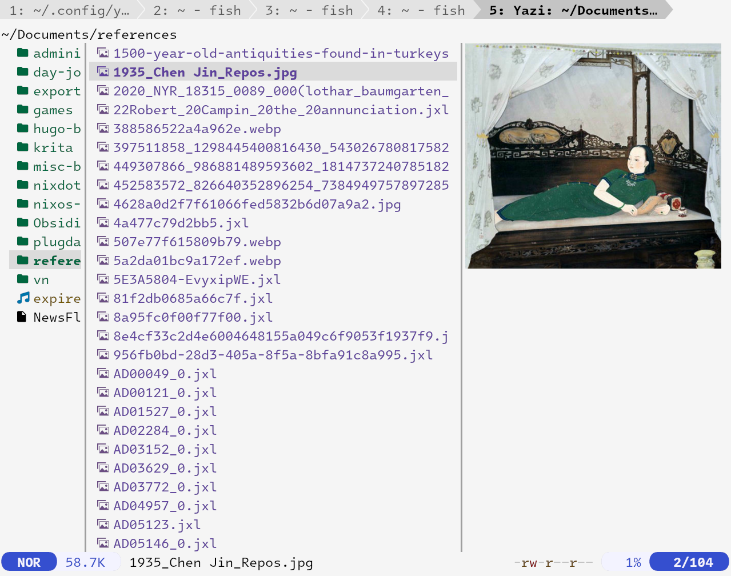 1: ~/.config/y… 2: ~ - fish 3: ~ - fish 4: ~ - fish 5: Yazi: ~/Documents…
~/Documents/references
admini 1500-year-old-antiquities-found-in-turkeys
day-jo 1935_Chen Jin_Repos.jpg
export 2020_NYR_18315_0089_000(lothar_baumgarten_
games 22Robert_20Campin_20the_20annunciation.jxl
hugo-b 388586522a4a962e.webp
krita 397511858_1298445400816430_543026780817582
misc-b 449307866_986881489593602_1814737240785182
nixdot 452583572_826640352896254_7384949757897285
nixos- 4628a0d2f7f61066fed5832b6d07a9a2.jpg
Obsidi 4a477c79d2bb5.jxl
plugda 507e77f615809b79.webp
refere 5a2da01bc9a172ef.webp
vn 5E3A5804-EvyxipWE.jxl
expire 81f2db0685a66c7f.jxl
NewsFl 8a95fc0f00f77f00.jxl
8e4cf33c2d4e6004648155a049c6f9053f1937f9.j
956fb0bd-28d3-405a-8f5a-8bfa91c8a995.jxl
AD00049_0.jxl
AD00121_0.jxl
AD01527_0.jxl
AD02284_0.jxl
AD03152_0.jxl
AD03629_0.jxl
AD03772_0.jxl
AD04957_0.jxl
AD05123.jxl
AD05146_0.jxl
NOR 58.7K 1935_Chen Jin_Repos.jpg -rw-r--r-- 1% 2/104